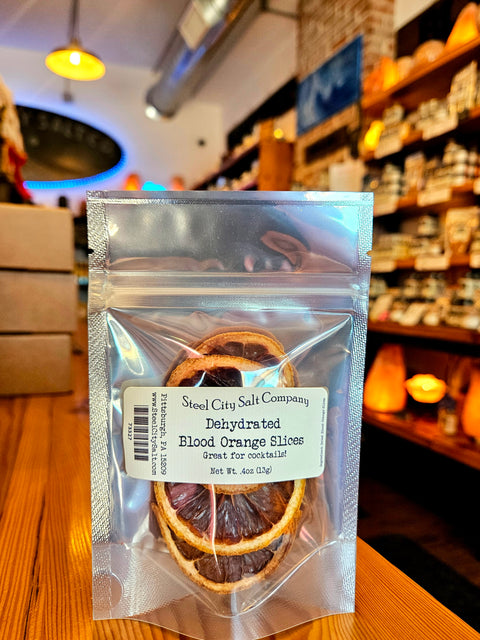 Steel City Salt Company
Dehydrated
Blood Orange Slices
Great for cocktails!
Net Wt. .4oz (13g)
Pittsburgh, PA 15209
www.SteelCitySalt.com
73127